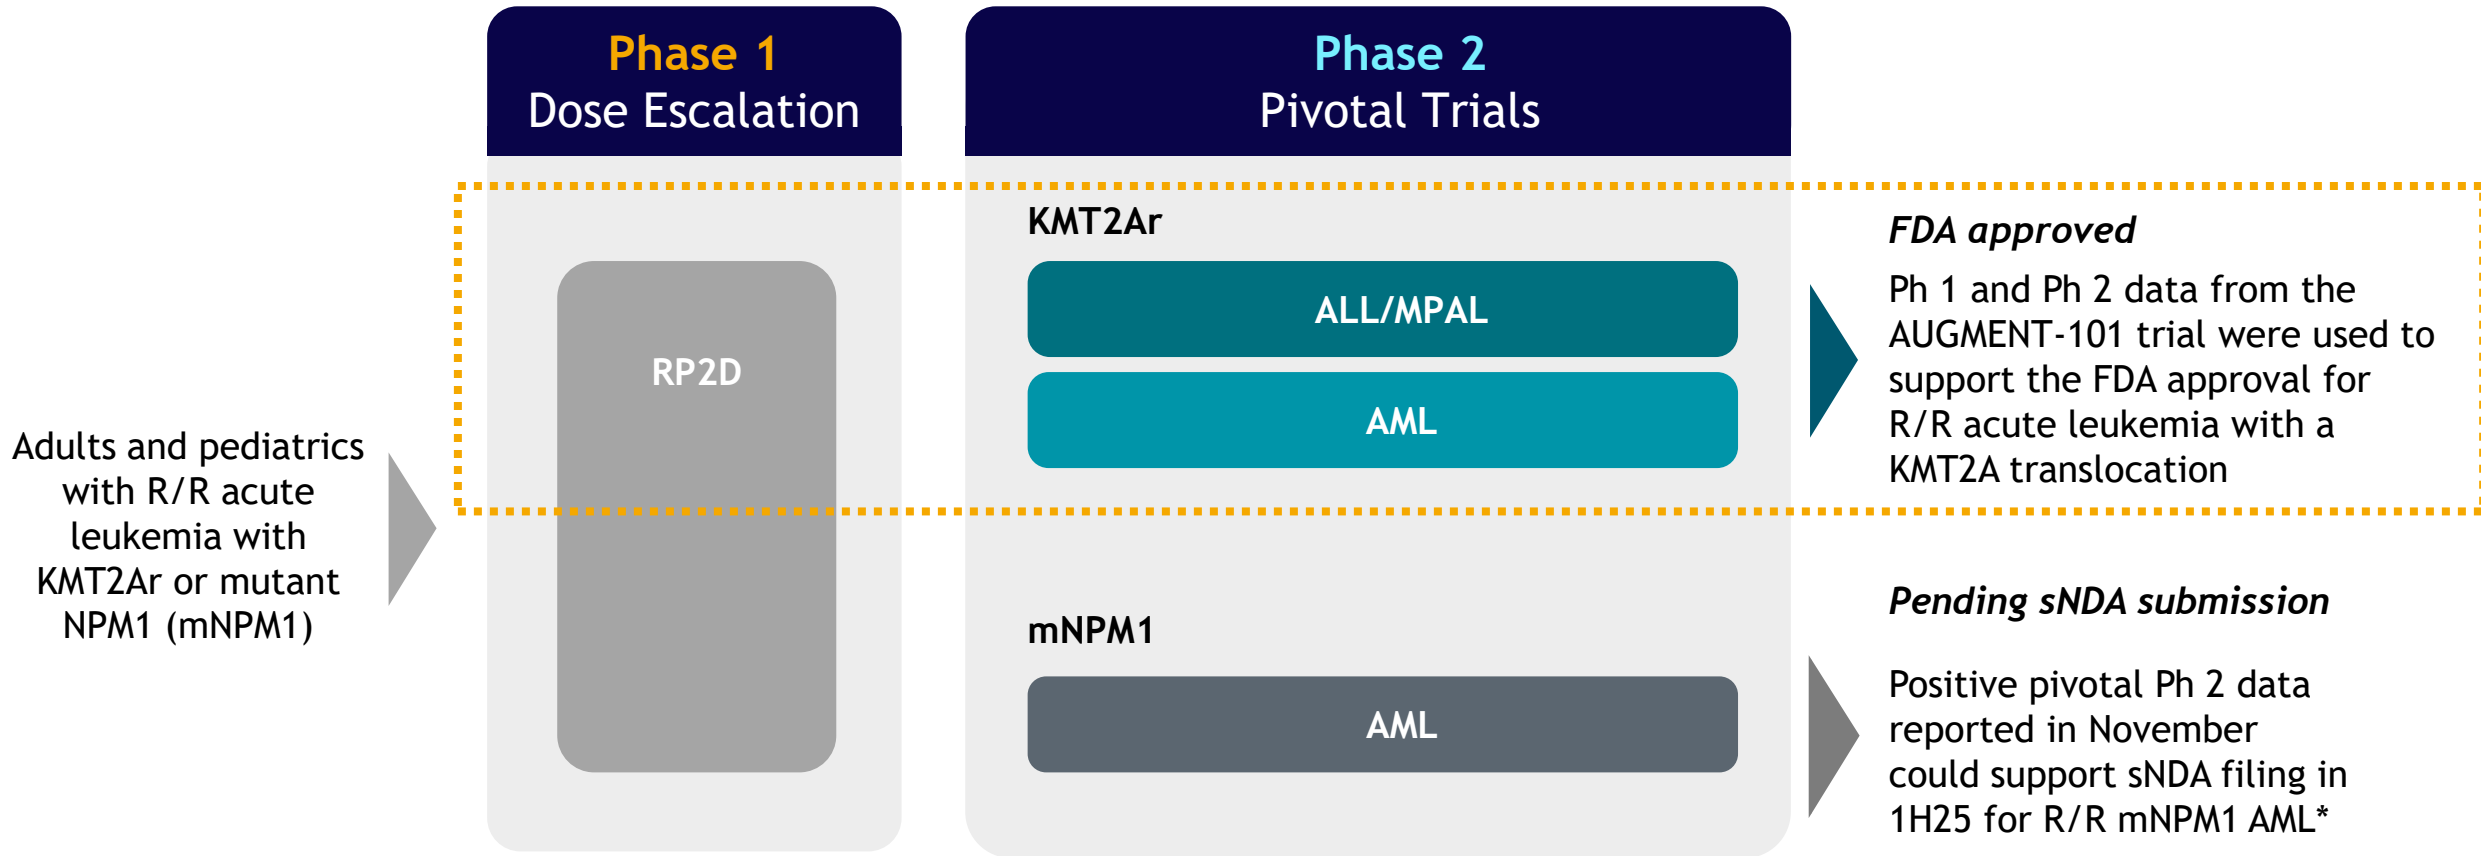 Phase 1
Dose Escalation
Phase 2
Pivotal Trials
Adults and pediatrics
with R/R acute
leukemia with
KMT2Ar or mutant
NPM1 (mNPM1)
RP2D
KMT2Ar
ALL/MPAL
AML
FDA approved
Ph 1 and Ph 2 data from the
AUGMENT-101 trial were used to
support the FDA approval for
R/R acute leukemia with a
KMT2A translocation
mNPM1
AML
Pending sNDA submission
Positive pivotal Ph 2 data
reported in November
could support sNDA filing in
1H25 for R/R mNPM1 AML*